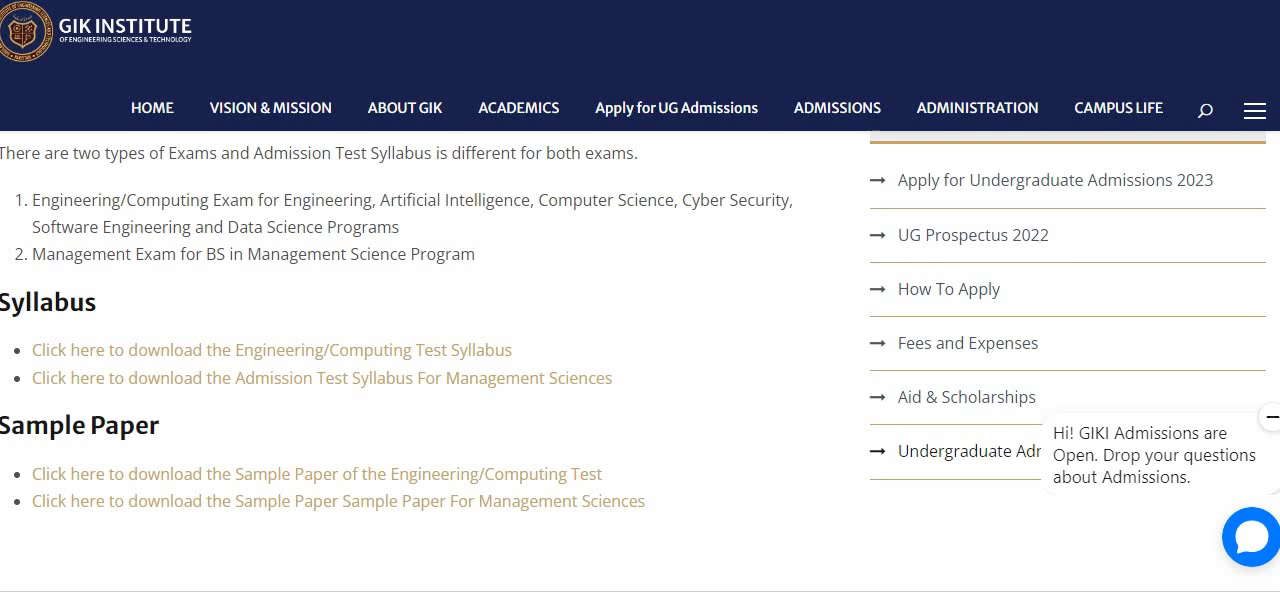 GIK INSTITUTE
OF ENGINEERING SCIENCES & TECHNOLOGY
HOME VISION & MISSION ABOUT GIK ACADEMICS Apply for UG Admissions ADMISSIONS ADMINISTRATION CAMPUS LIFE
There are two types of Exams and Admission Test Syllabus is different for both exams.
1. Engineering/Computing Exam for Engineering, Artificial Intelligence, Computer Science, Cyber Security,
Software Engineering and Data Science Programs
2. Management Exam for BS in Management Science Program
Syllabus
• Click here to download the Engineering/Computing Test Syllabus
• Click here to download the Admission Test Syllabus For Management Sciences
Sample Paper
• Click here to download the Sample Paper of the Engineering/Computing Test
• Click here to download the Sample Paper Sample Paper For Management Sciences
Apply for Undergraduate Admissions 2023
UG Prospectus 2022
How To Apply
Fees and Expenses
Aid & Scholarships
Undergraduate
Hi! GIKI Admissions are
Open. Drop your questions
about Admissions.